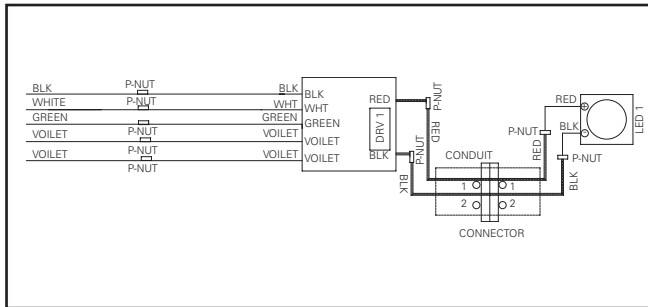 BLK P-NUT BLK BLK
WHITE P-NUT WHT WHT
GREEN GREEN GREEN
P-NUT
VOILET VOILET VOILET
P-NUT
VOILET VOILET VOILET
P-NUT
DRV 1
RED
BLK
P-NUT
RED
P-NUT
BLK
CONDUIT
1 1
2 2
CONNECTOR
P-NUT
RED
RED
BLK
P-NUT
BLK
LED 1